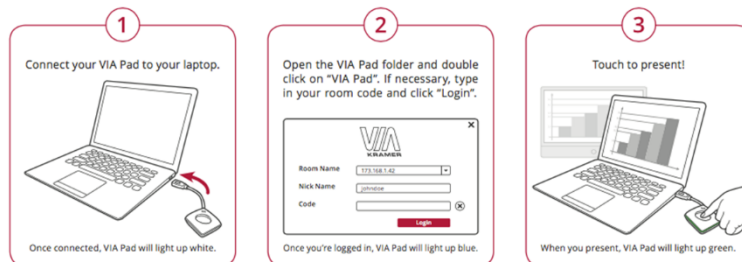 1
Connect your VIA Pad to your laptop.
Once connected, VIA Pad will light up white.
2
Open the VIA Pad folder and double
click on “VIA Pad”. If necessary, type
in your room code and click “Login”.
VIA
KRAMER
Room Name 173.168.1.42
Nick Name johndoe
Code
Login
Once you’re logged in, VIA Pad will light up blue.
3
Touch to present!
When you present, VIA Pad will light up green.